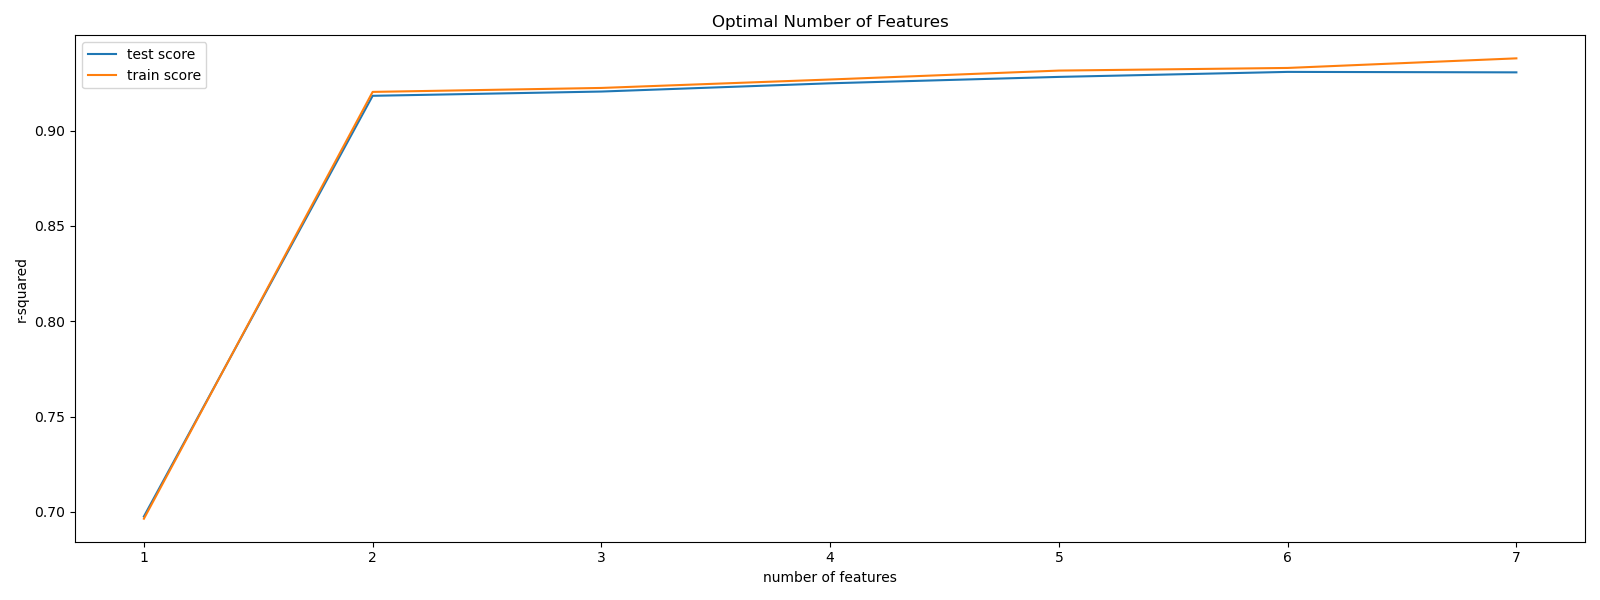 Optimal Number of Features
test score
train score
0.90
0.85
0.80
0.75
0.70
r-squared
1 2 3 4 5 6 7
number of features